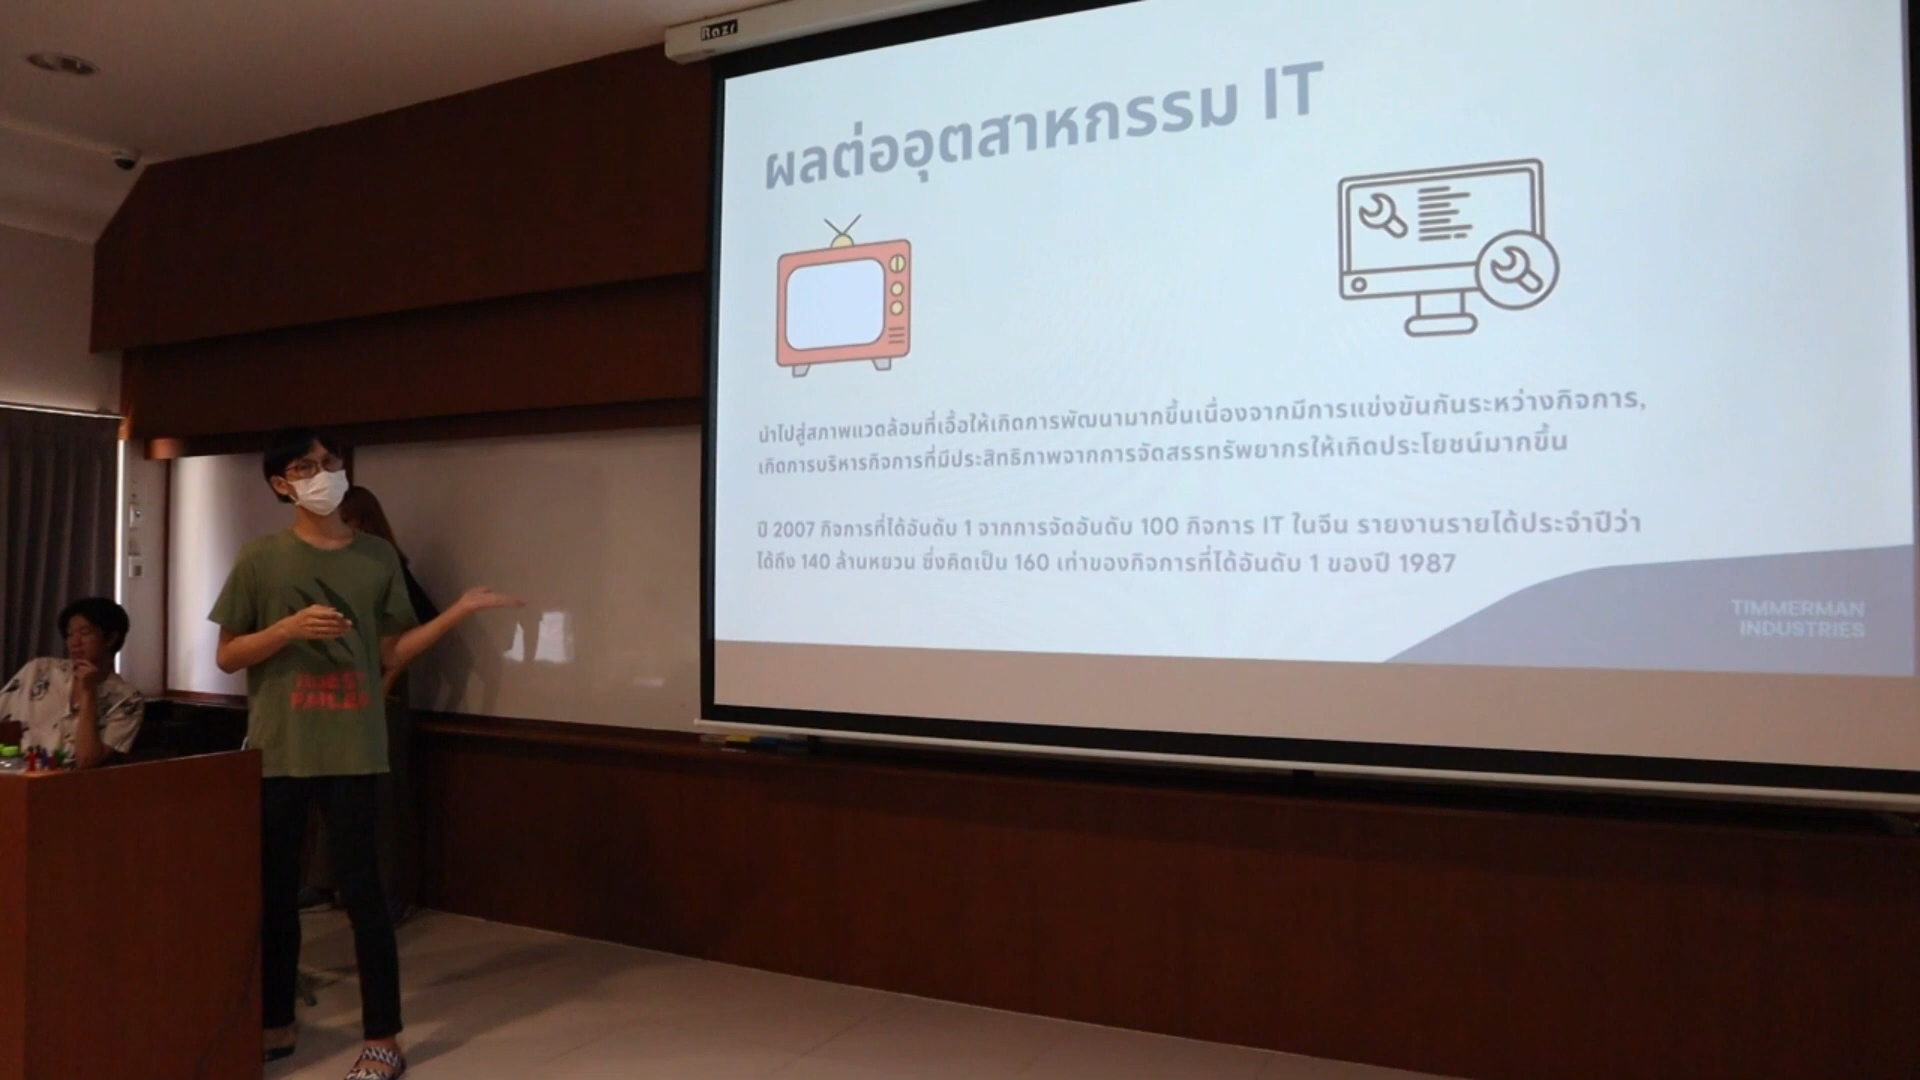 Razr
ผลต่ออุตสาหกรรม IT
นำไปสู่สภาพแวดล้อมที่เอื้อให้เกิดการพัฒนามากขึ้นเนื่องจากมีการแข่งขันกันระหว่างกิจการ,
เกิดการบริหารกิจการที่มีประสิทธิภาพจากการจัดสรรทรัพยากรให้เกิดประโยชน์มากขึ้น
ปี 2007 กิจการที่ได้อันดับ 1 จากการจัดอันดับ 100 กิจการ IT ในจีน รายงานรายได้ประจำปีว่า
ได้ถึง 140 ล้านหยวน ซึ่งคิดเป็น 160 เท่าของกิจการที่ได้อันดับ 1 ของปี 1987
TIMMERMAN
INDUSTRIES